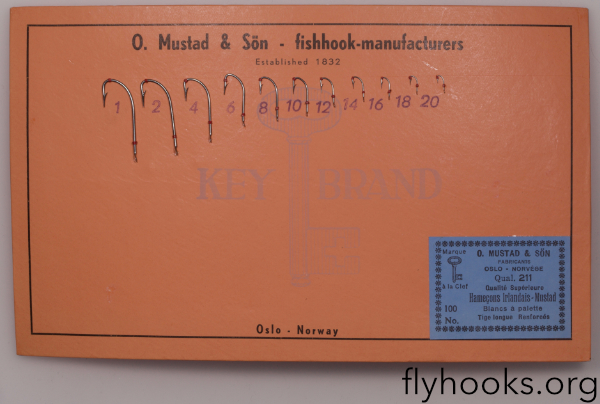 O. Mustad & Sön - fishhook-manufacturers
Established 1832
1 2 4 6 8 10 12 14 16 18 20
KEY BRAND
Marque
à la Clef
O. MUSTAD & SÖN
FABRICANTS
OSLO - NORVÈGE
Qual. 211
Qualité Supérieure
Hameçons Irlandais-Mustad
100
No.
Blancs à palette
Tige longue Renforcés
Oslo - Norway
flyhooks.org